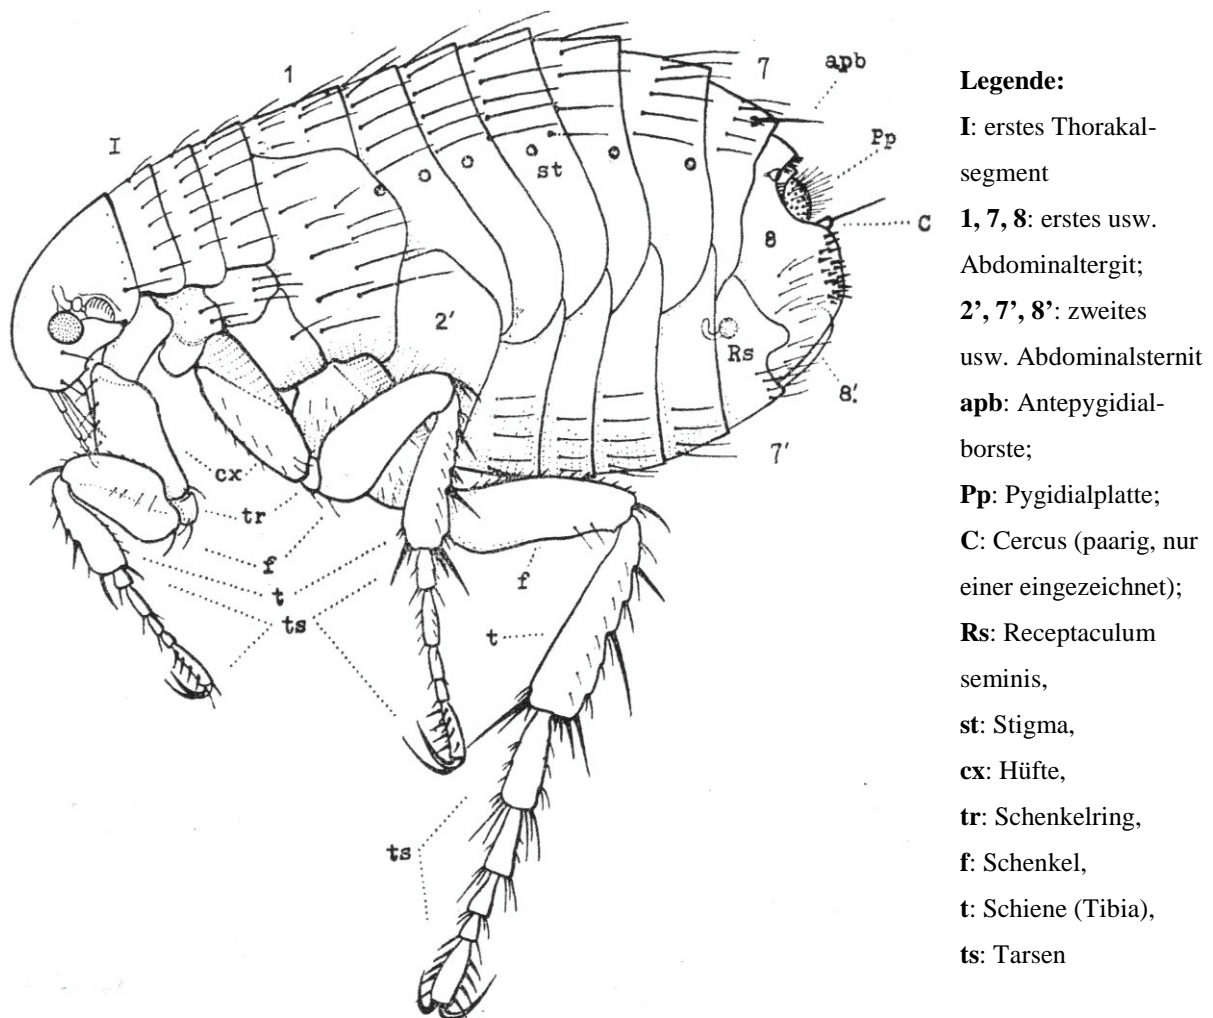 1
7
apb
I
Pp
st
C
8
2'
Rs
8'
7'
cx
tr
f
t
ts
f
t
ts
Legende:
I: erstes Thorakal-
segment
1, 7, 8: erstes usw.
Abdominaltergit;
2’, 7’, 8’: zweites
usw. Abdominalsternit
apb: Antepygidial-
borste;
Pp: Pygidialplatte;
C: Cercus (paarig, nur
einer eingezeichnet);
Rs: Receptaculum
seminis,
st: Stigma,
cx: Hüfte,
tr: Schenkelring,
f: Schenkel,
t: Schiene (Tibia),
ts: Tarsen